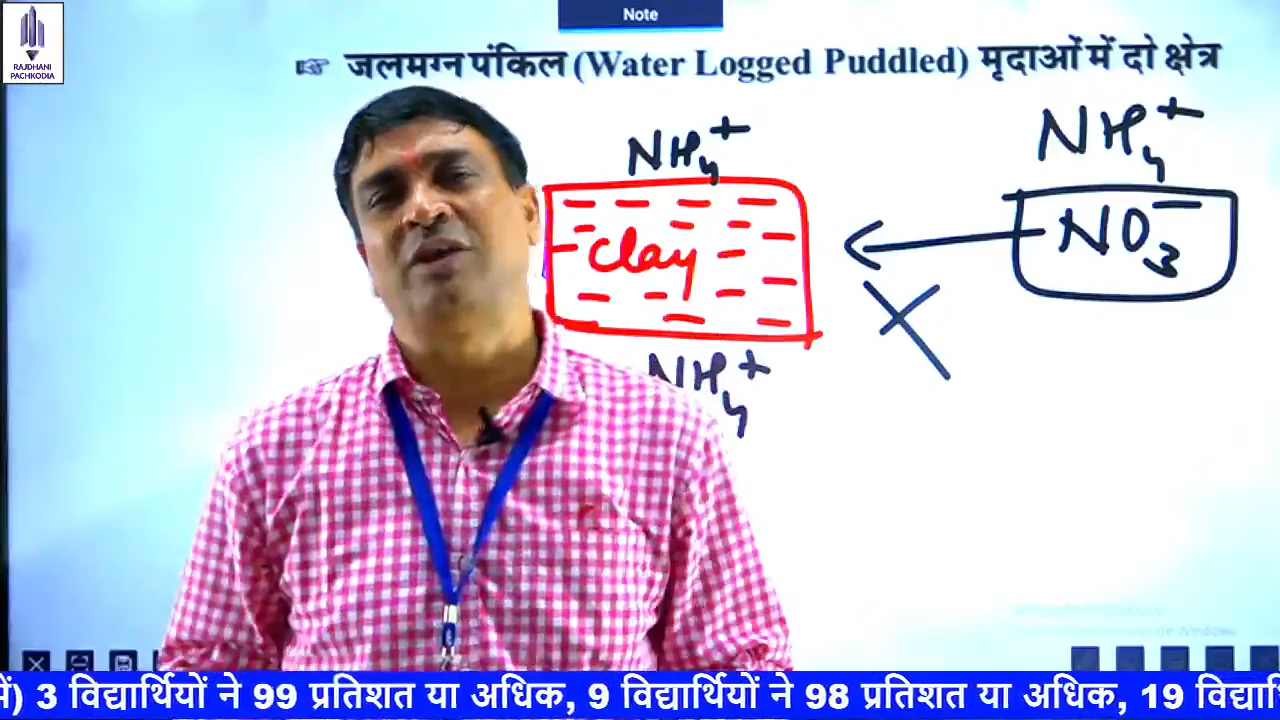 Note
RAJDHANI
PACHKODIA
☞ जलमग्न पंकिल (Water Logged Puddled) मृदाओं में दो क्षेत्र
NH₄⁺
NH₄⁺
clay
NO₃⁻
NH₄⁺
में) 3 विद्यार्थियों ने 99 प्रतिशत या अधिक, 9 विद्यार्थियों ने 98 प्रतिशत या अधिक, 19